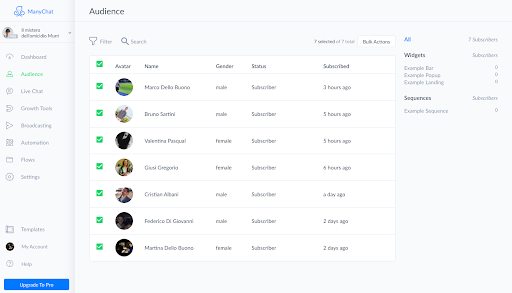 ManyChat
Audience
Il mistero
dell'omicidio Murri
Dashboard
Audience
Live Chat
Growth Tools
Broadcasting
Automation
Flows
Settings
Templates
My Account
Help
Upgrade To Pro
Filter
Search
7 selected of 7 total
Bulk Actions
Avatar Name Gender Status Subscribed
Marco Dello Buono male Subscriber 3 hours ago
Bruno Sartini male Subscriber 5 hours ago
Valentina Pasquai female Subscriber 5 hours ago
Giusi Gregorio female Subscriber 6 hours ago
Cristian Albani male Subscriber a day ago
Federico Di Giovanni male Subscriber 2 days ago
Martina Dello Buono female Subscriber 2 days ago
All 7 Subscribers
Widgets Subscribers
Example Bar 0
Example Popup 0
Example Landing 0
Sequences Subscribers
Example Sequence 0